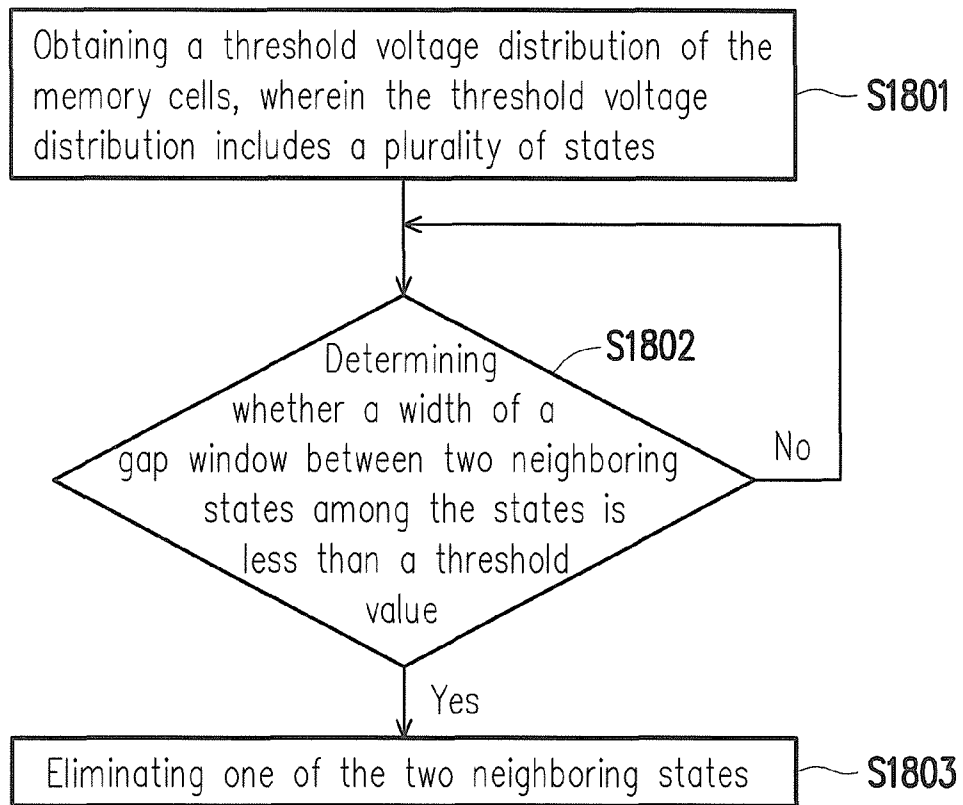 Obtaining a threshold voltage distribution of the
memory cells, wherein the threshold voltage
distribution includes a plurality of states
S1801
S1802
Determining
whether a width of a
gap window between two neighboring
states among the states is
less than a threshold
value
No
Yes
Eliminating one of the two neighboring states
S1803